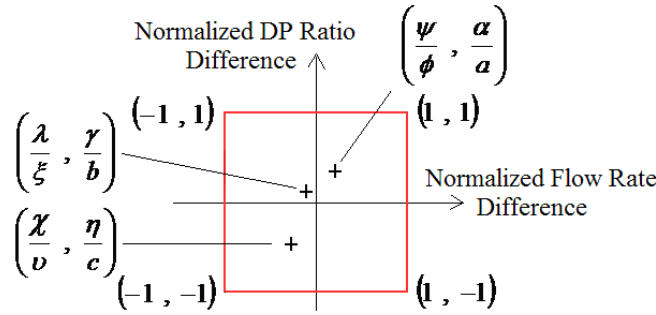 Normalized DP Ratio
Difference
(ψ/ϕ , α/a)
(−1 , 1)
(1 , 1)
(λ/ξ , γ/b)
Normalized Flow Rate
Difference
(χ/υ , η/c)
(−1 , −1)
(1 , −1)